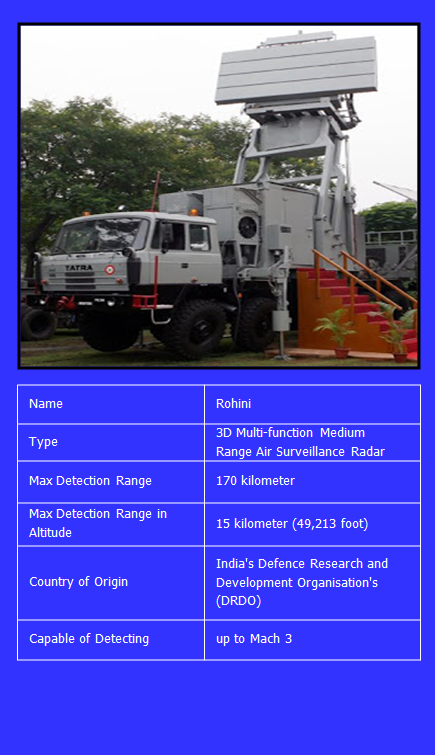 TATRA
Name
Rohini
Type
3D Multi-function Medium
Range Air Surveillance Radar
Max Detection Range
170 kilometer
Max Detection Range in
Altitude
15 kilometer (49,213 foot)
Country of Origin
India's Defence Research and
Development Organisation's
(DRDO)
Capable of Detecting
up to Mach 3